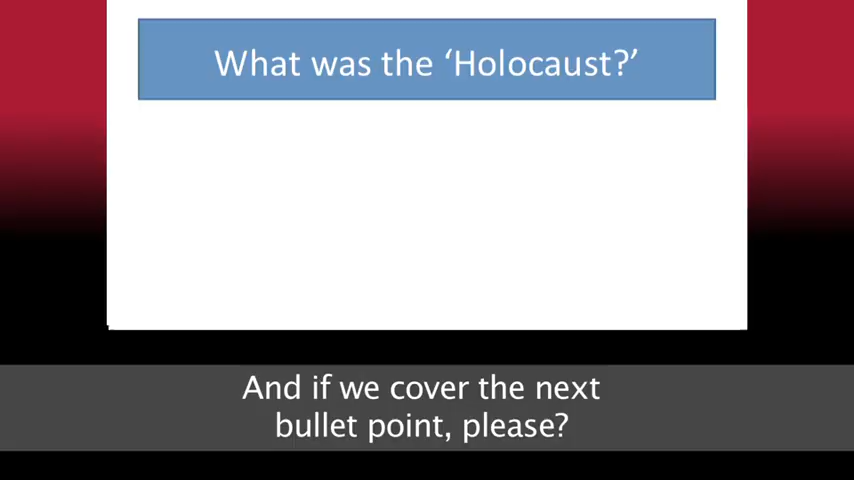 What was the ‘Holocaust?’
And if we cover the next
bullet point, please?